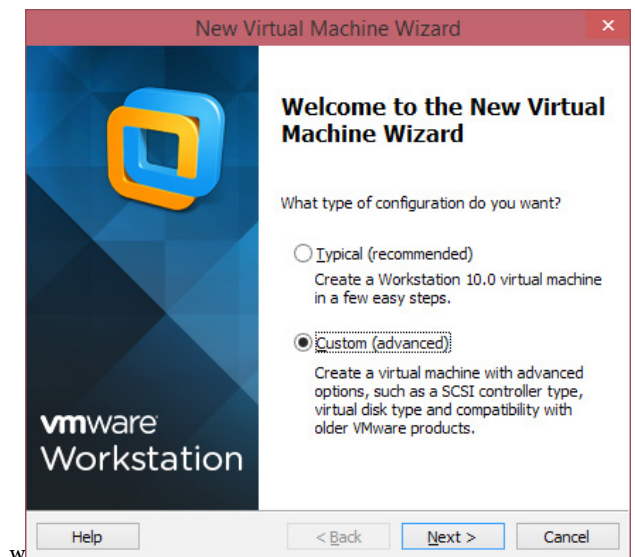 New Virtual Machine Wizard
×
Welcome to the New Virtual
Machine Wizard
What type of configuration do you want?
Typical (recommended)
Create a Workstation 10.0 virtual machine
in a few easy steps.
Custom (advanced)
Create a virtual machine with advanced
options, such as a SCSI controller type,
virtual disk type and compatibility with
older VMware products.
vmware
Workstation
Help
< Back
Next >
Cancel
w